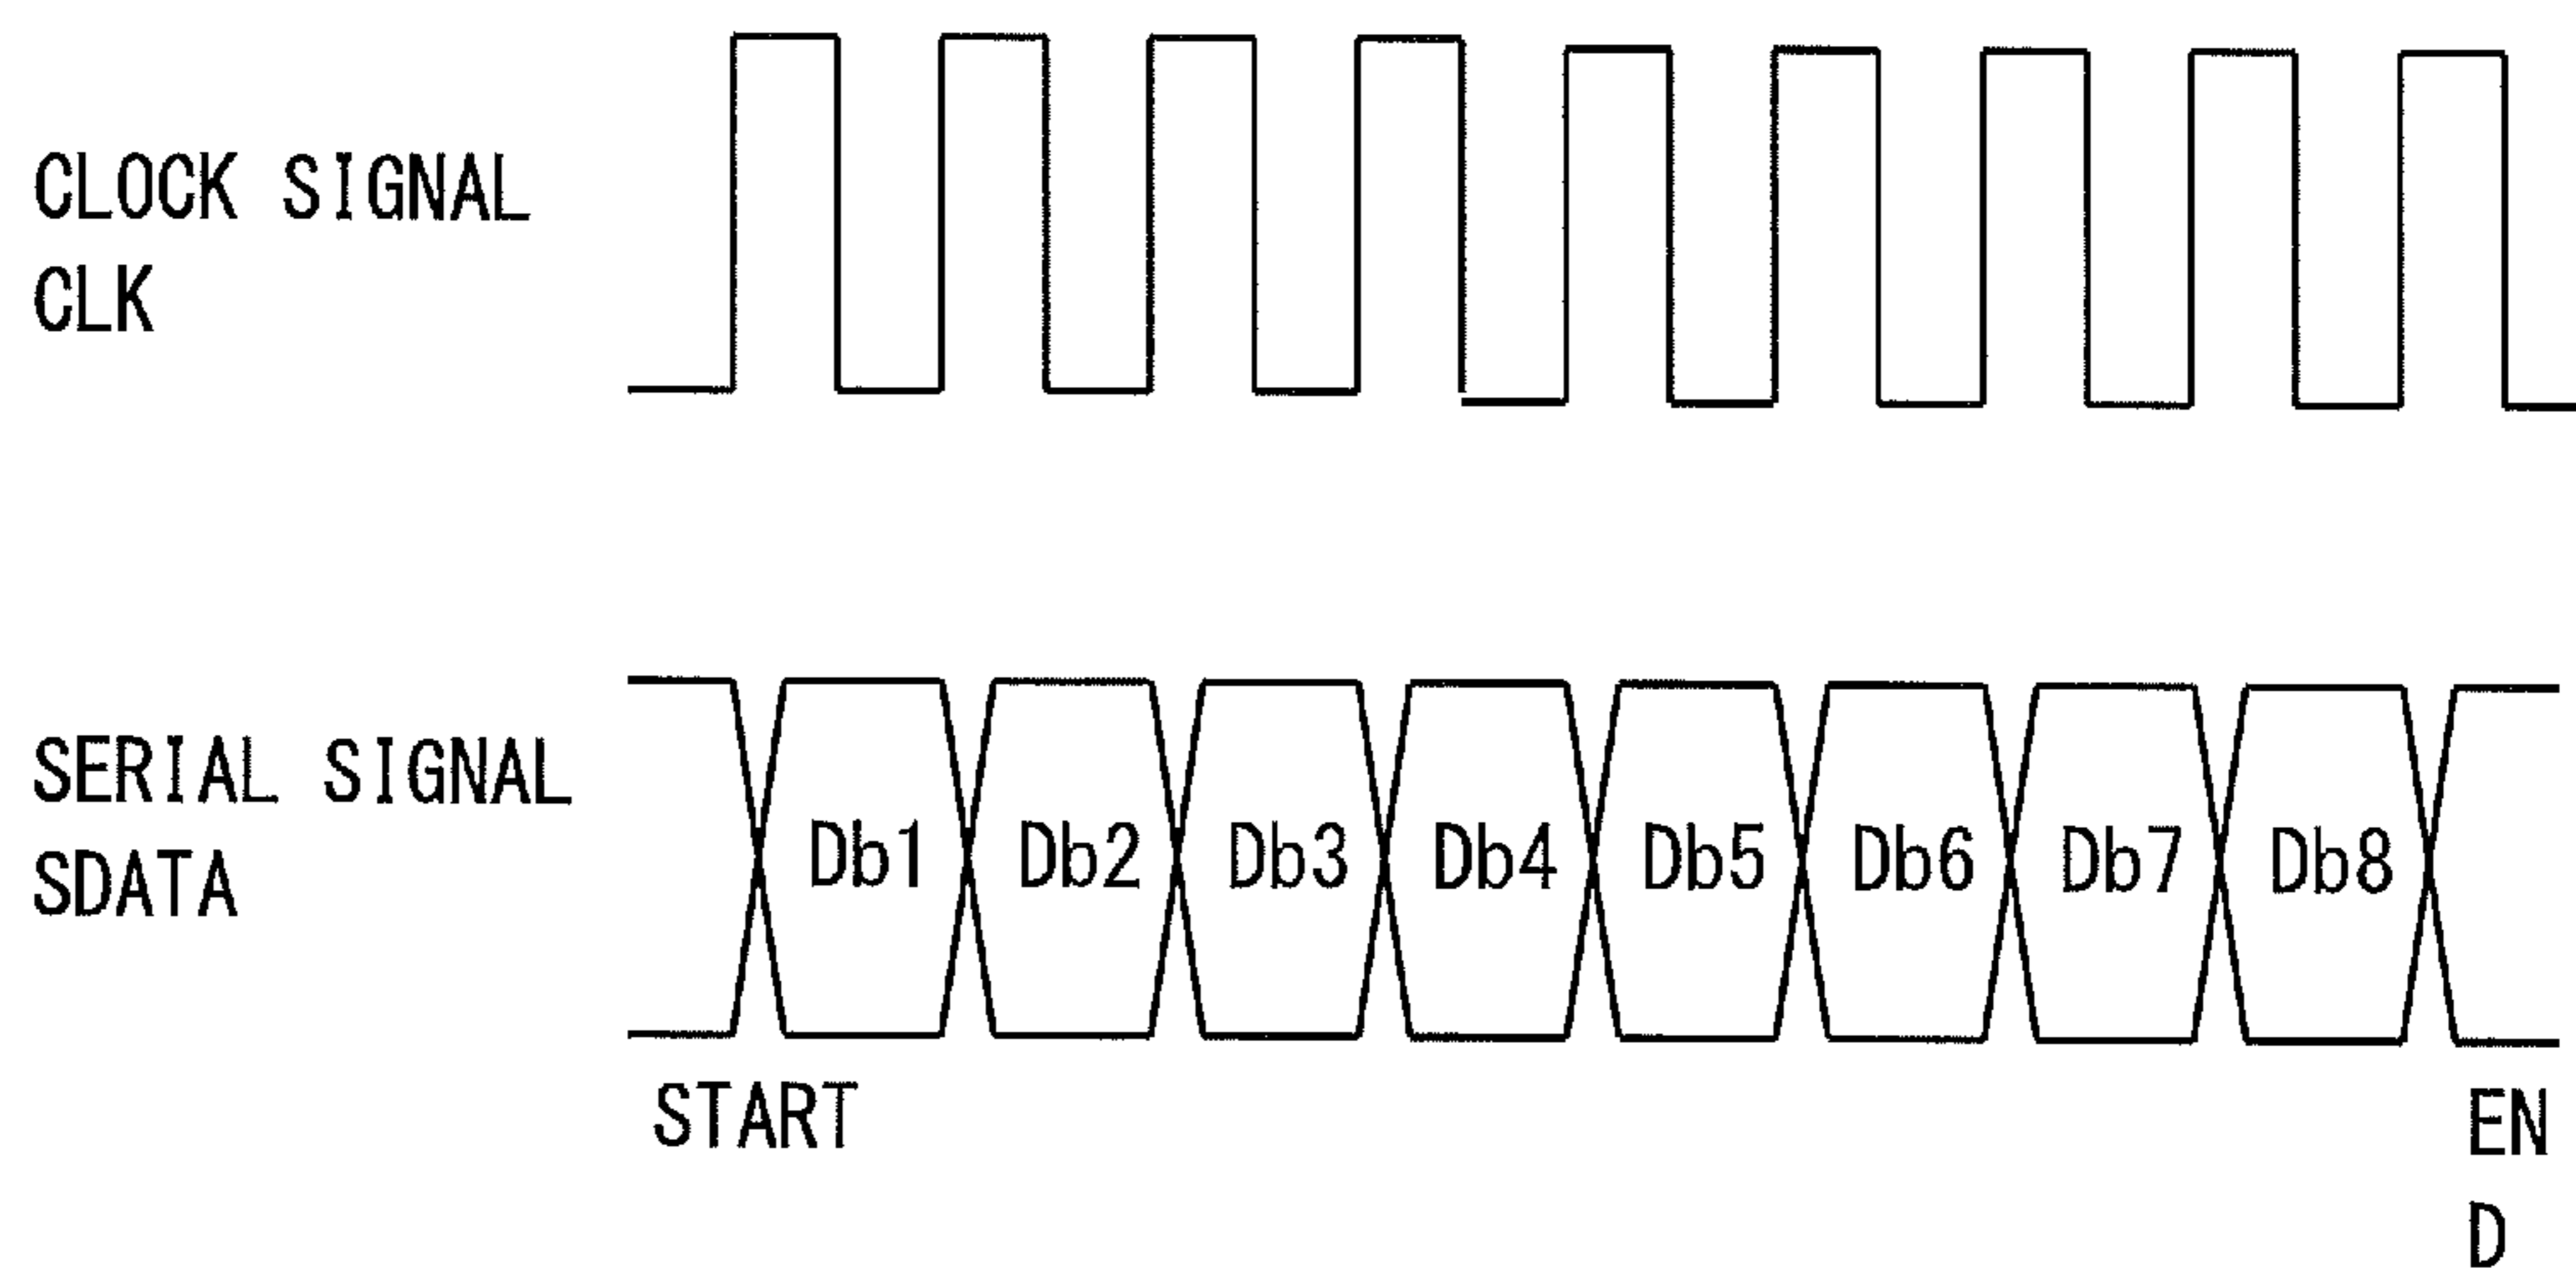 CLOCK SIGNAL
CLK
SERIAL SIGNAL
SDATA
Db1 Db2 Db3 Db4 Db5 Db6 Db7 Db8
START
EN
D